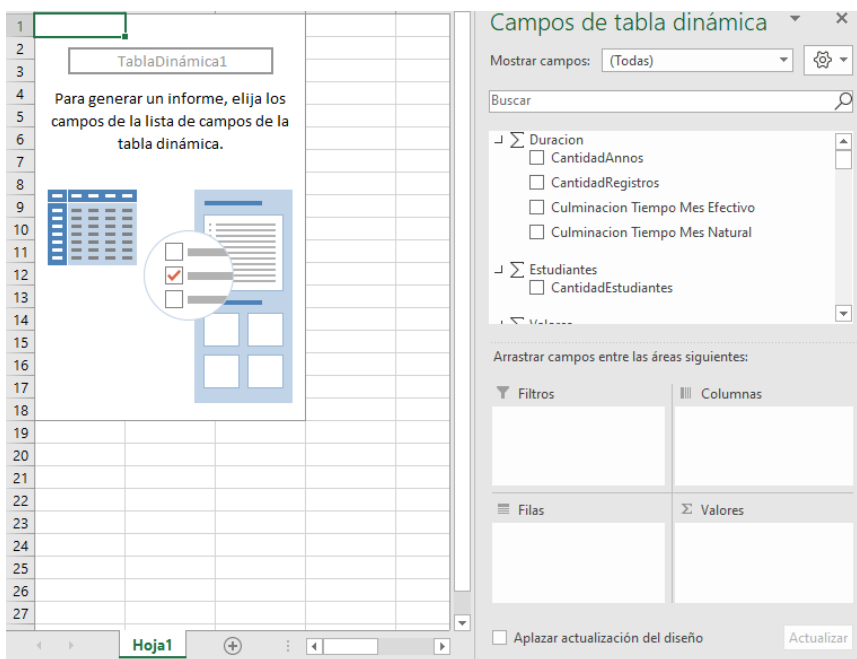 1
2
3
4
5
6
7
8
9
10
11
12
13
14
15
16
17
18
19
20
21
22
23
24
25
26
27
TablaDinámica1
Para generar un informe, elija los
campos de la lista de campos de la
tabla dinámica.
Hoja1
Campos de tabla dinámica
Mostrar campos: (Todas)
Buscar
Σ Duracion
CantidadAnnos
CantidadRegistros
Culminacion Tiempo Mes Efectivo
Culminacion Tiempo Mes Natural
Σ Estudiantes
CantidadEstudiantes
Arrastrar campos entre las áreas siguientes:
Filtros
Columnas
Filas
Σ Valores
Aplazar actualización del diseño
Actualizar